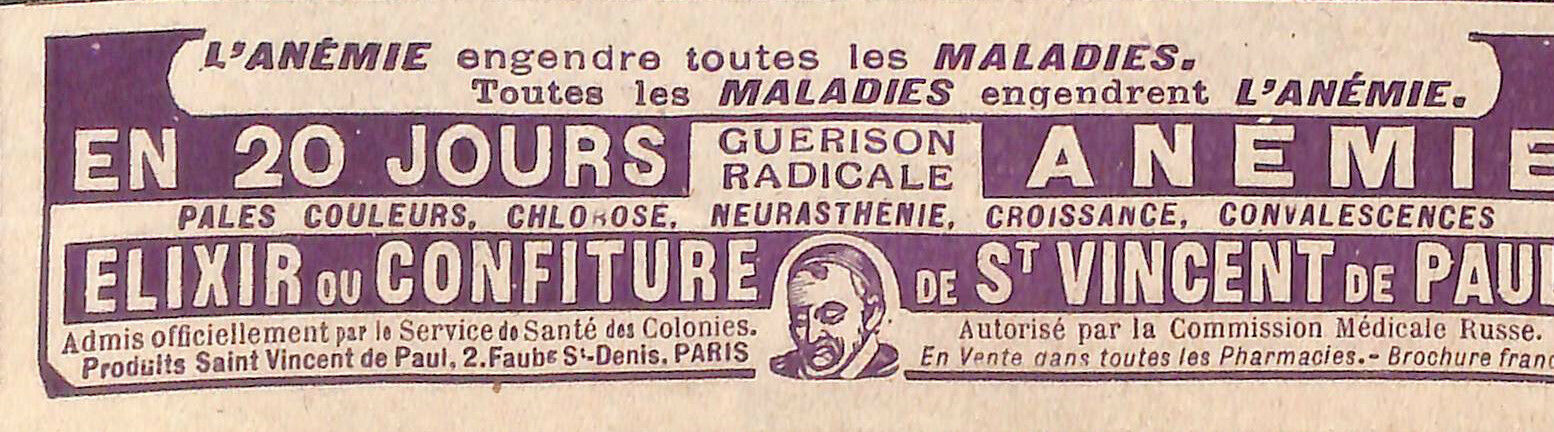 L'ANÉMIE engendre toutes les MALADIES.
Toutes les MALADIES engendrent L'ANÉMIE.
EN 20 JOURS GUERISON RADICALE ANÉMIE
PALES COULEURS, CHLOROSE, NEURASTHÉNIE, CROISSANCE, CONVALESCENCES
ELIXIR OU CONFITURE DE ST VINCENT DE PAUL
Admis officiellement par le Service de Santé des Colonies.
Produits Saint Vincent de Paul, 2. Faubg St-Denis. PARIS
Autorisé par la Commission Médicale Russe.
En Vente dans toutes les Pharmacies.- Brochure franc